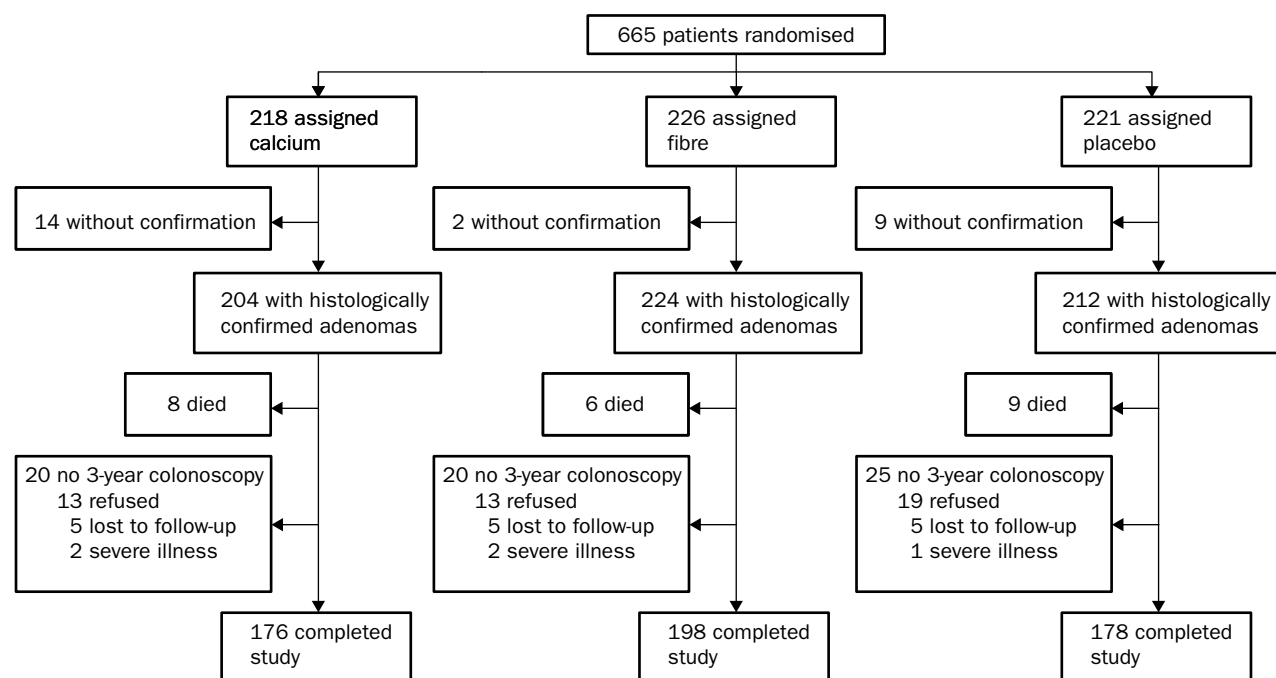 665 patients randomised
218 assigned
calcium
226 assigned
fibre
221 assigned
placebo
14 without confirmation
2 without confirmation
9 without confirmation
204 with histologically
confirmed adenomas
224 with histologically
confirmed adenomas
212 with histologically
confirmed adenomas
8 died
6 died
9 died
20 no 3-year colonoscopy
13 refused
5 lost to follow-up
2 severe illness
20 no 3-year colonoscopy
13 refused
5 lost to follow-up
2 severe illness
25 no 3-year colonoscopy
19 refused
5 lost to follow-up
1 severe illness
176 completed
study
198 completed
study
178 completed
study